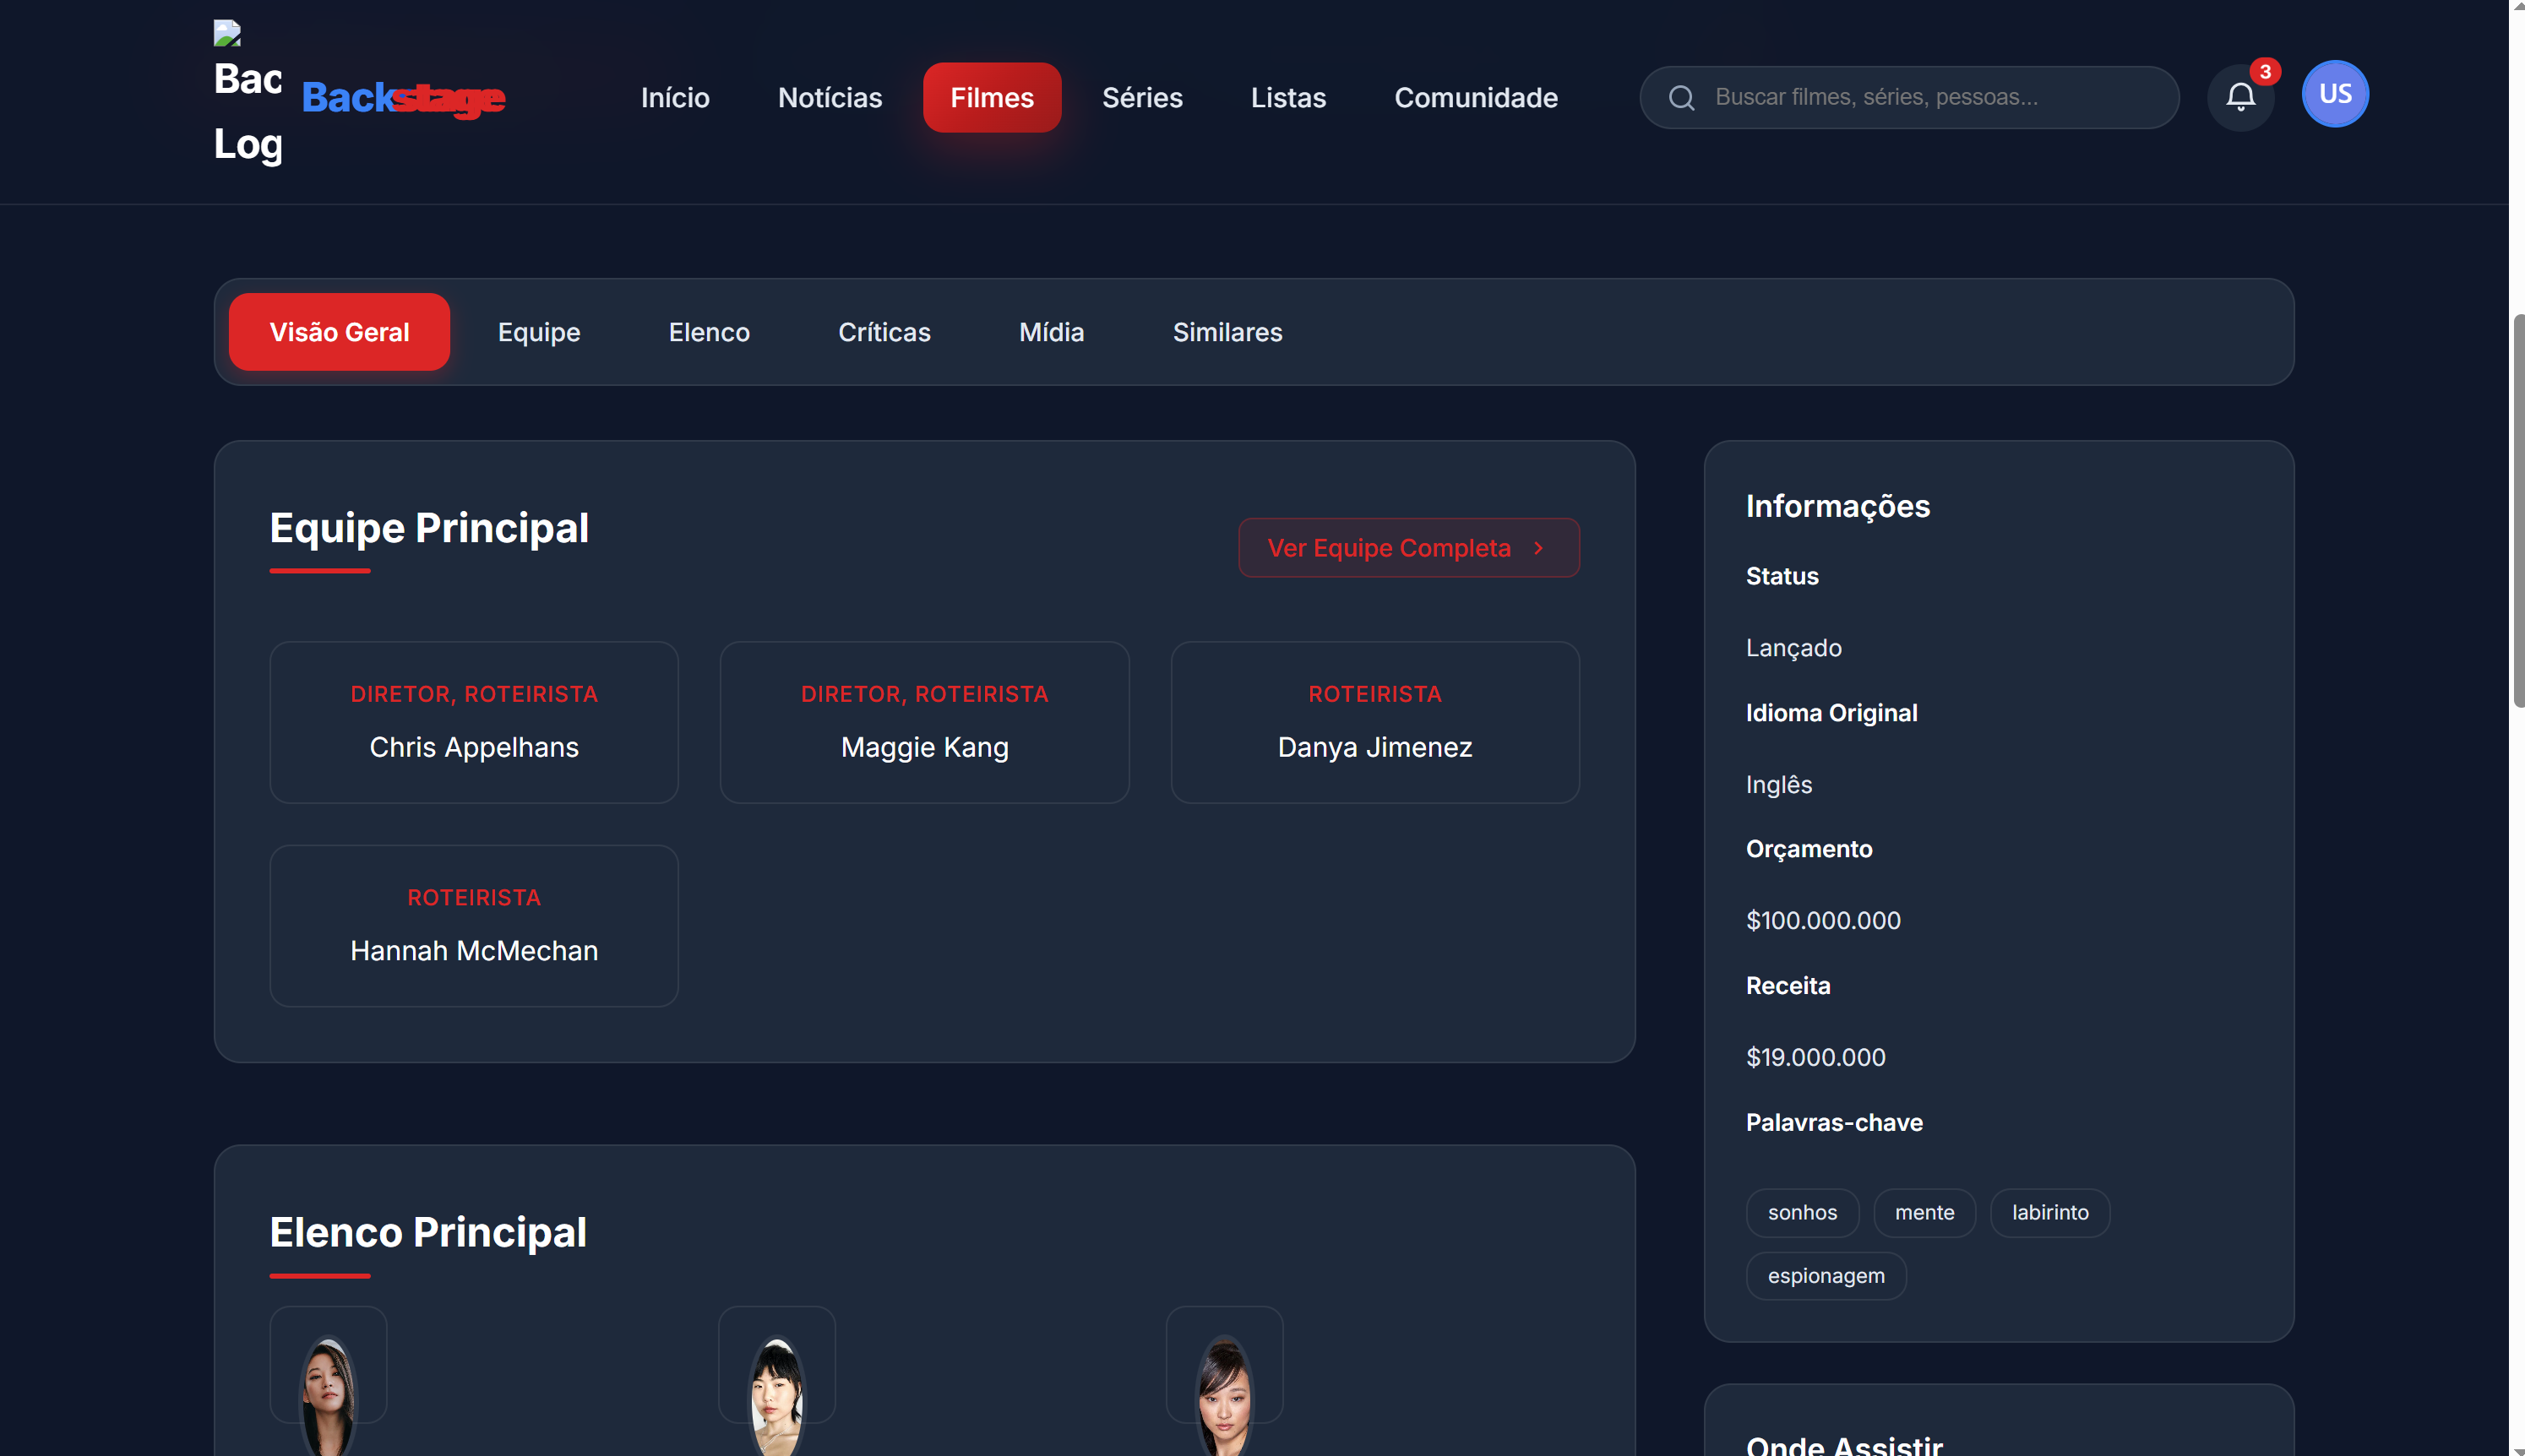 Bac
Log
Backstage
Início
Notícias
Filmes
Séries
Listas
Comunidade
Buscar filmes, séries, pessoas...
3
US
Visão Geral
Equipe
Elenco
Críticas
Mídia
Similares
Equipe Principal
Ver Equipe Completa
DIRETOR, ROTEIRISTA
Chris Appelhans
DIRETOR, ROTEIRISTA
Maggie Kang
ROTEIRISTA
Danya Jimenez
ROTEIRISTA
Hannah McMechan
Elenco Principal
Informações
Status
Lançado
Idioma Original
Inglês
Orçamento
$100.000.000
Receita
$19.000.000
Palavras-chave
sonhos
mente
labirinto
espionagem
Onde Assistir